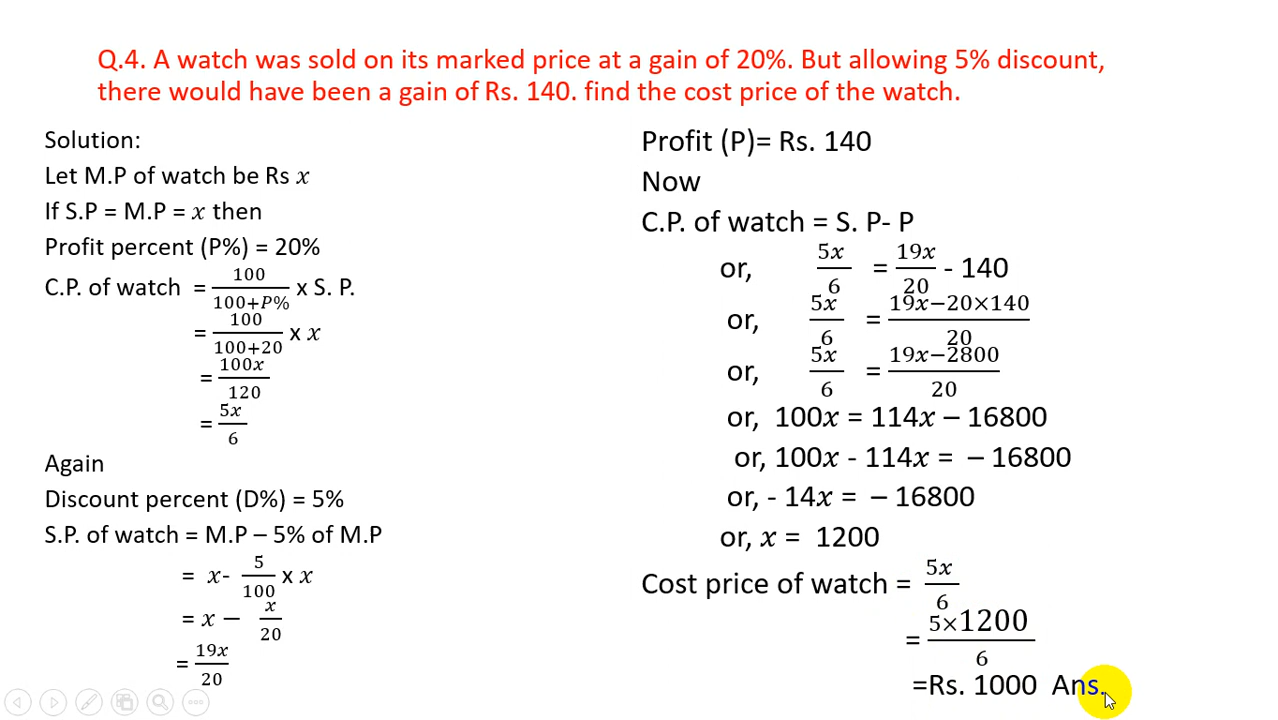 Q.4. A watch was sold on its marked price at a gain of 20%. But allowing 5% discount,
there would have been a gain of Rs. 140. find the cost price of the watch.
Solution:
Let M.P of watch be Rs x
If S.P = M.P = x then
Profit percent (P%) = 20%
C.P. of watch = 100/(100+P%) x S. P.
= 100/(100+20) x x
= 100x/120
= 5x/6
Again
Discount percent (D%) = 5%
S.P. of watch = M.P – 5% of M.P
= x- 5/100 x x
= x − x/20
= 19x/20
Profit (P)= Rs. 140
Now
C.P. of watch = S. P- P
or, 5x/6 = 19x/20 - 140
or, 5x/6 = (19x−20×140)/20
or, 5x/6 = (19x−2800)/20
or, 100x = 114x − 16800
or, 100x - 114x = − 16800
or, - 14x = − 16800
or, x = 1200
Cost price of watch = 5x/6
= (5×1200)/6
=Rs. 1000 Ans.